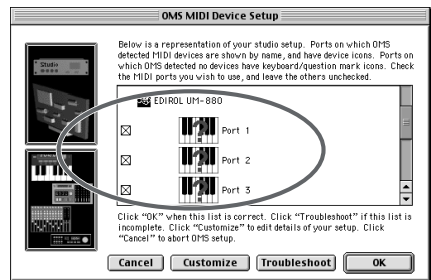 OMS MIDI Device Setup
Studio
Below is a representation of your studio setup. Ports on which OMS
detected MIDI devices are shown by name, and have device icons. Ports on
which OMS detected no devices have keyboard/question mark icons. Check
the MIDI ports you wish to use, and leave the others unchecked.
EDIROL UM-880
Port 1
Port 2
Port 3
Click “OK” when this list is correct. Click “Troubleshoot” if this list is
incomplete. Click “Customize” to edit details of your setup. Click
“Cancel” to abort OMS setup.
Cancel Customize Troubleshoot OK